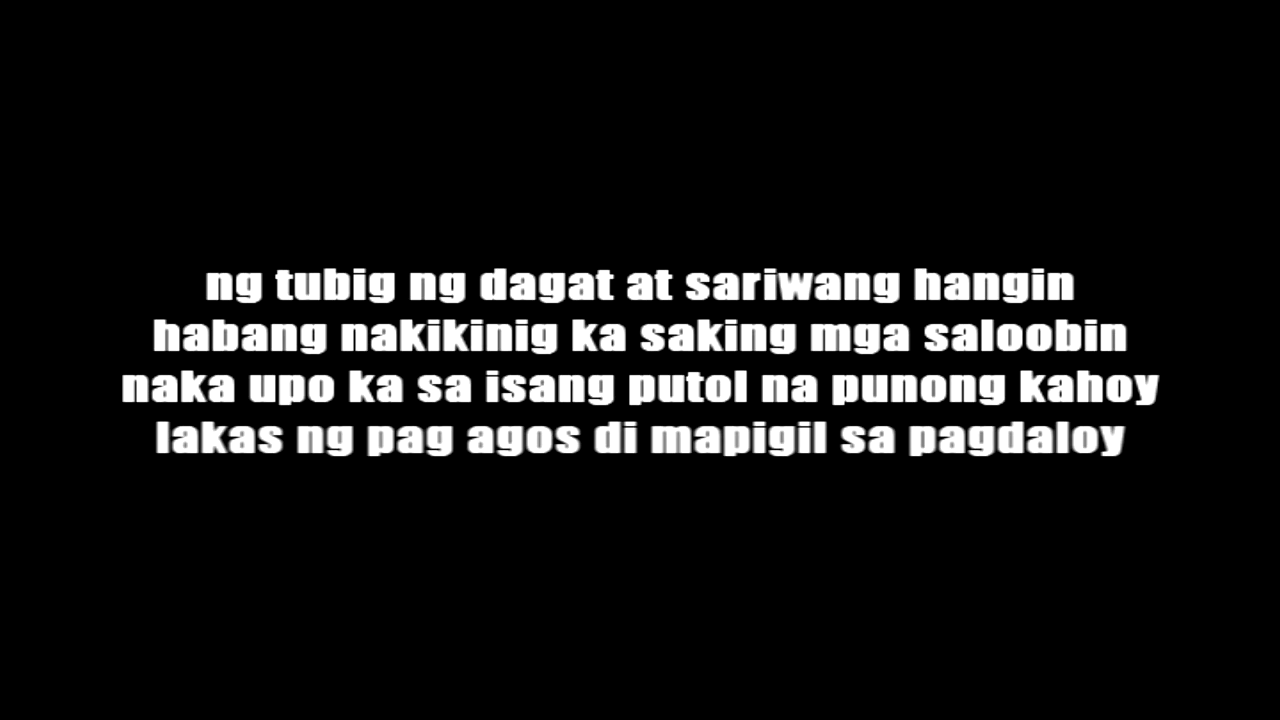 ng tubig ng dagat at sariwang hangin
habang nakikinig ka saking mga saloobin
naka upo ka sa isang putol na punong kahoy
lakas ng pag agos di mapigil sa pagdaloy